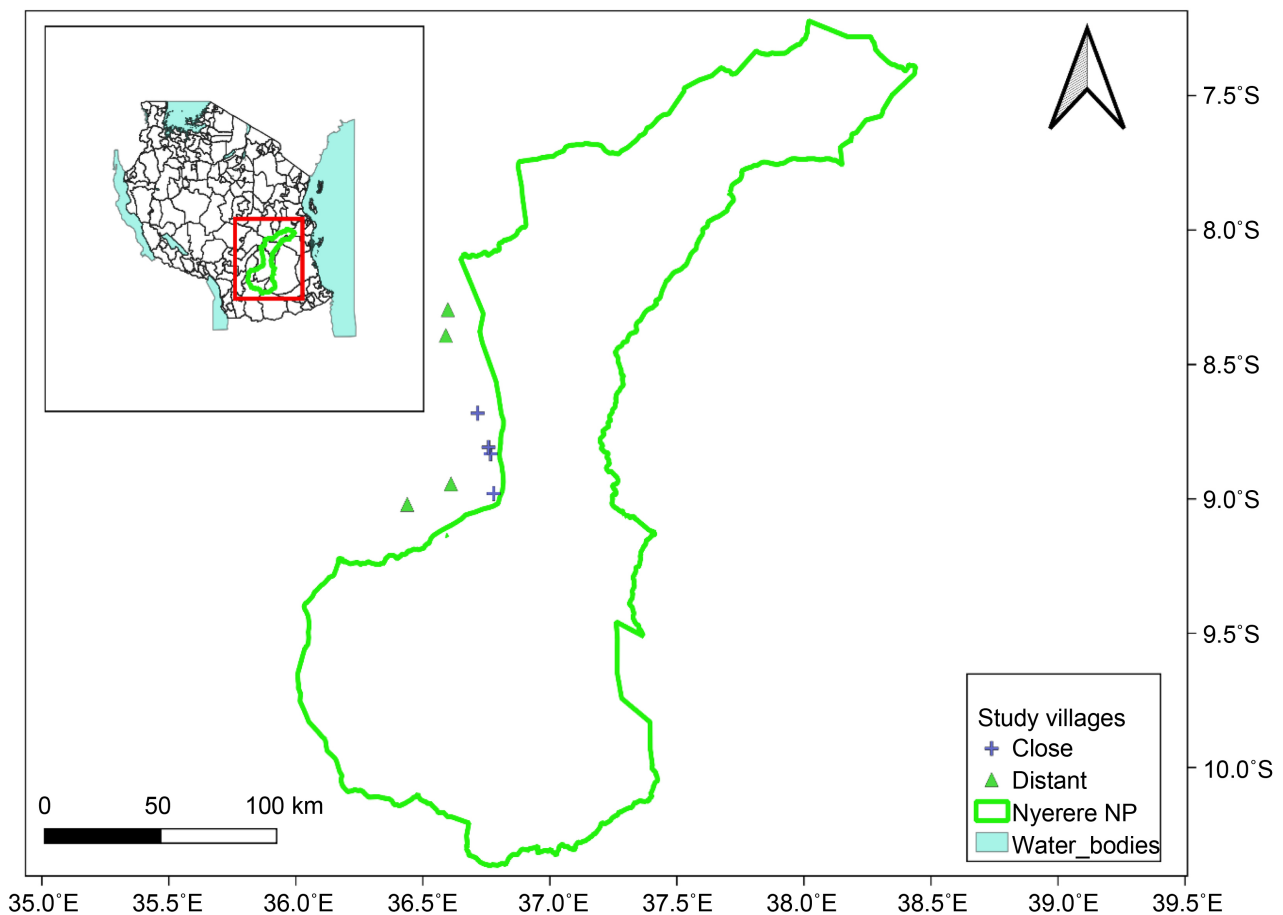 7.5˚S
8.0˚S
8.5˚S
9.0˚S
9.5˚S
10.0˚S
Study villages
Close
Distant
Nyerere NP
Water_bodies
0 50 100 km
35.0˚E 35.5˚E 36.0˚E 36.5˚E 37.0˚E 37.5˚E 38.0˚E 38.5˚E 39.0˚E 39.5˚E